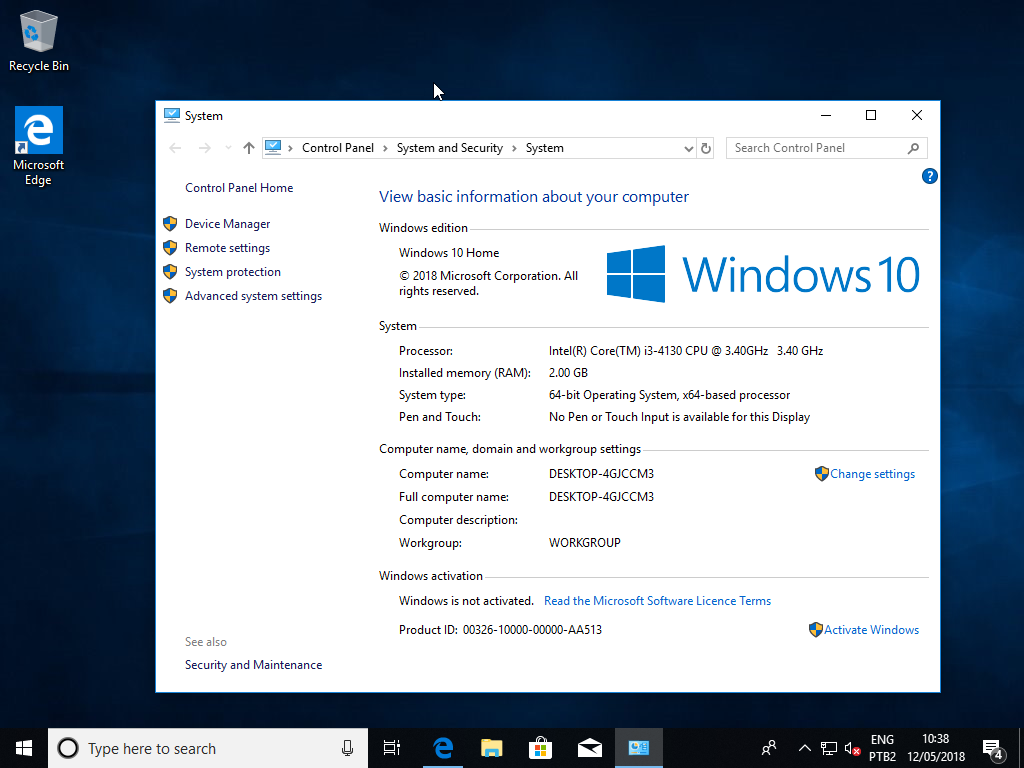 Recycle Bin
Microsoft
Edge
System
Control Panel
System and Security
System
Search Control Panel
?
Control Panel Home
Device Manager
Remote settings
System protection
Advanced system settings
See also
Security and Maintenance
View basic information about your computer
Windows edition
Windows 10 Home
© 2018 Microsoft Corporation. All
rights reserved.
Windows 10
System
Processor: Intel(R) Core(TM) i3-4130 CPU @ 3.40GHz 3.40 GHz
Installed memory (RAM): 2.00 GB
System type: 64-bit Operating System, x64-based processor
Pen and Touch: No Pen or Touch Input is available for this Display
Computer name, domain and workgroup settings
Computer name: DESKTOP-4GJCCM3 Change settings
Full computer name: DESKTOP-4GJCCM3
Computer description:
Workgroup: WORKGROUP
Windows activation
Windows is not activated. Read the Microsoft Software Licence Terms
Product ID: 00326-10000-00000-AA513 Activate Windows
Type here to search
ENG
PTB2
10:38
12/05/2018
4